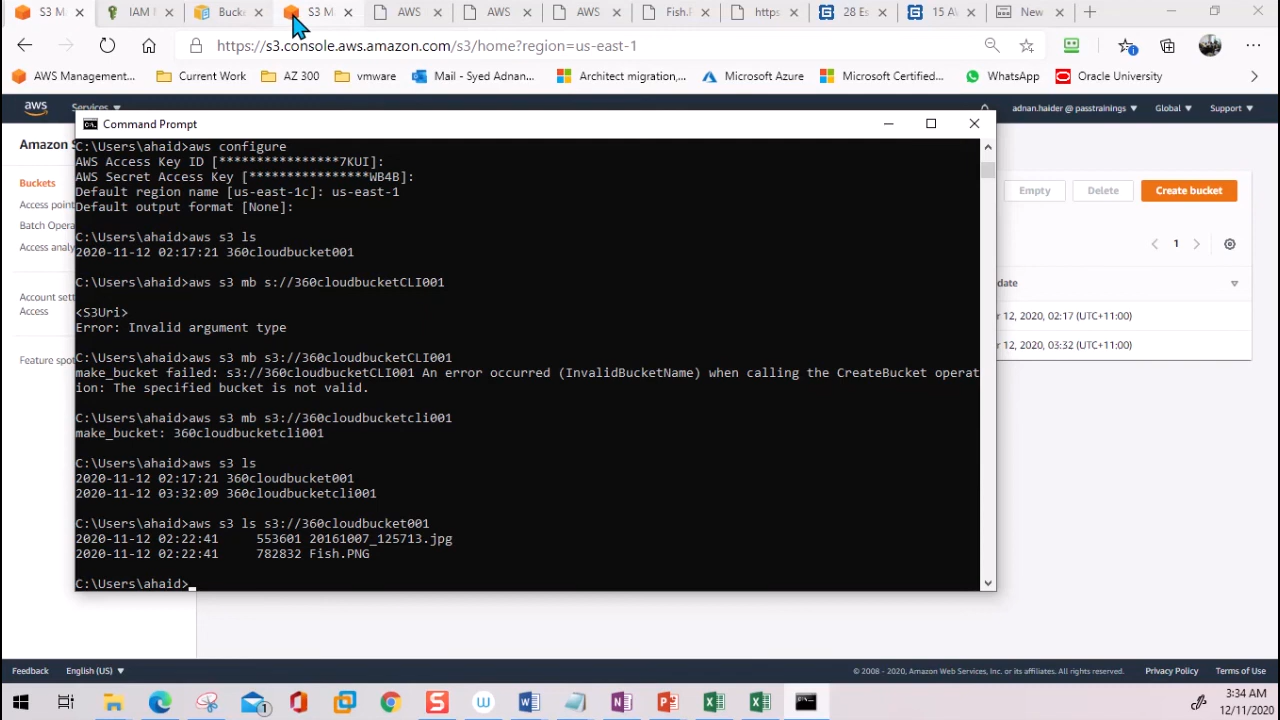 S3 M
IAM
Bucke
S3 M
AWS
AWS
AWS
Fish.F
https
28 Es
15 Av
New
https://s3.console.aws.amazon.com/s3/home?region=us-east-1
AWS Management...
Current Work
AZ 300
vmware
Mail - Syed Adnan...
Architect migration,...
Microsoft Azure
Microsoft Certified...
WhatsApp
Oracle University
aws
Services
adnan.haider @ passtrainings
Global
Support
Amazon S
Command Prompt
Buckets
Access point
Batch Opera
Access analy
Account sett
Access
Feature spot
Empty
Delete
Create bucket
1
date
r 12, 2020, 02:17 (UTC+11:00)
r 12, 2020, 03:32 (UTC+11:00)
C:\Users\ahaid>aws configure
AWS Access Key ID [****************7KUI]:
AWS Secret Access Key [****************WB4B]:
Default region name [us-east-1c]: us-east-1
Default output format [None]:
C:\Users\ahaid>aws s3 ls
2020-11-12 02:17:21 360cloudbucket001
C:\Users\ahaid>aws s3 mb s://360cloudbucketCLI001
<S3Uri>
Error: Invalid argument type
C:\Users\ahaid>aws s3 mb s3://360cloudbucketCLI001
make_bucket failed: s3://360cloudbucketCLI001 An error occurred (InvalidBucketName) when calling the CreateBucket operat
ion: The specified bucket is not valid.
C:\Users\ahaid>aws s3 mb s3://360cloudbucketcli001
make_bucket: 360cloudbucketcli001
C:\Users\ahaid>aws s3 ls
2020-11-12 02:17:21 360cloudbucket001
2020-11-12 03:32:09 360cloudbucketcli001
C:\Users\ahaid>aws s3 ls s3://360cloudbucket001
2020-11-12 02:22:41     553601 20161007_125713.jpg
2020-11-12 02:22:41     782832 Fish.PNG
C:\Users\ahaid>
Feedback
English (US)
© 2008 - 2020, Amazon Web Services, Inc. or its affiliates. All rights reserved.
Privacy Policy
Terms of Use
3:34 AM
12/11/2020